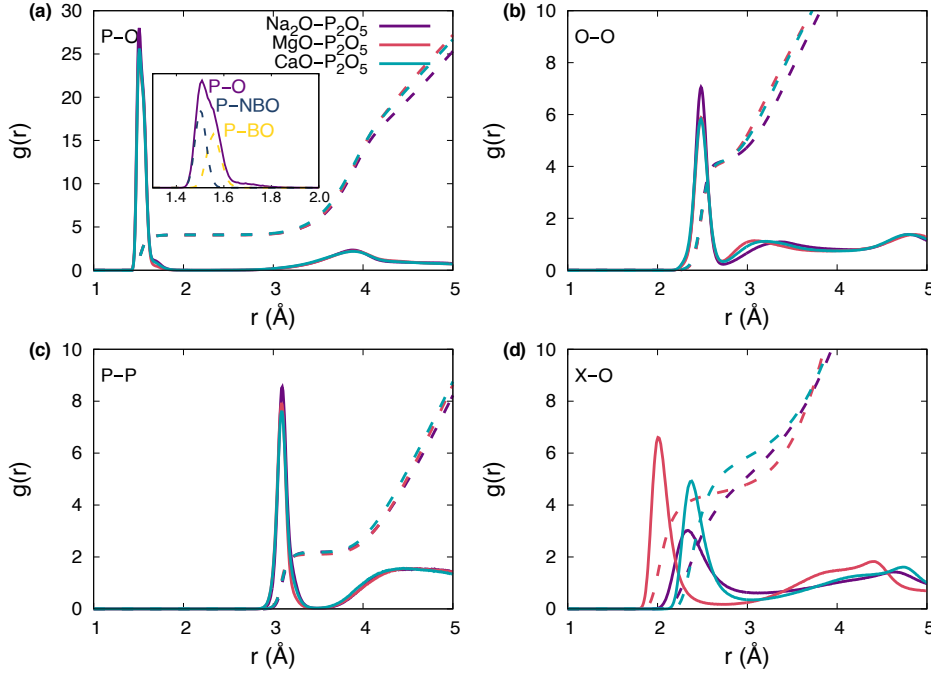 (a)
P−O
Na₂O−P₂O₅
MgO−P₂O₅
CaO−P₂O₅
P−O
P−NBO
P−BO
1.4 1.6 1.8 2.0
30
25
20
15
10
5
0
g(r)
1 2 3 4 5
r (Å)
(b)
O−O
10
8
6
4
2
0
g(r)
1 2 3 4 5
r (Å)
(c)
P−P
10
8
6
4
2
0
g(r)
1 2 3 4 5
r (Å)
(d)
X−O
10
8
6
4
2
0
g(r)
1 2 3 4 5
r (Å)